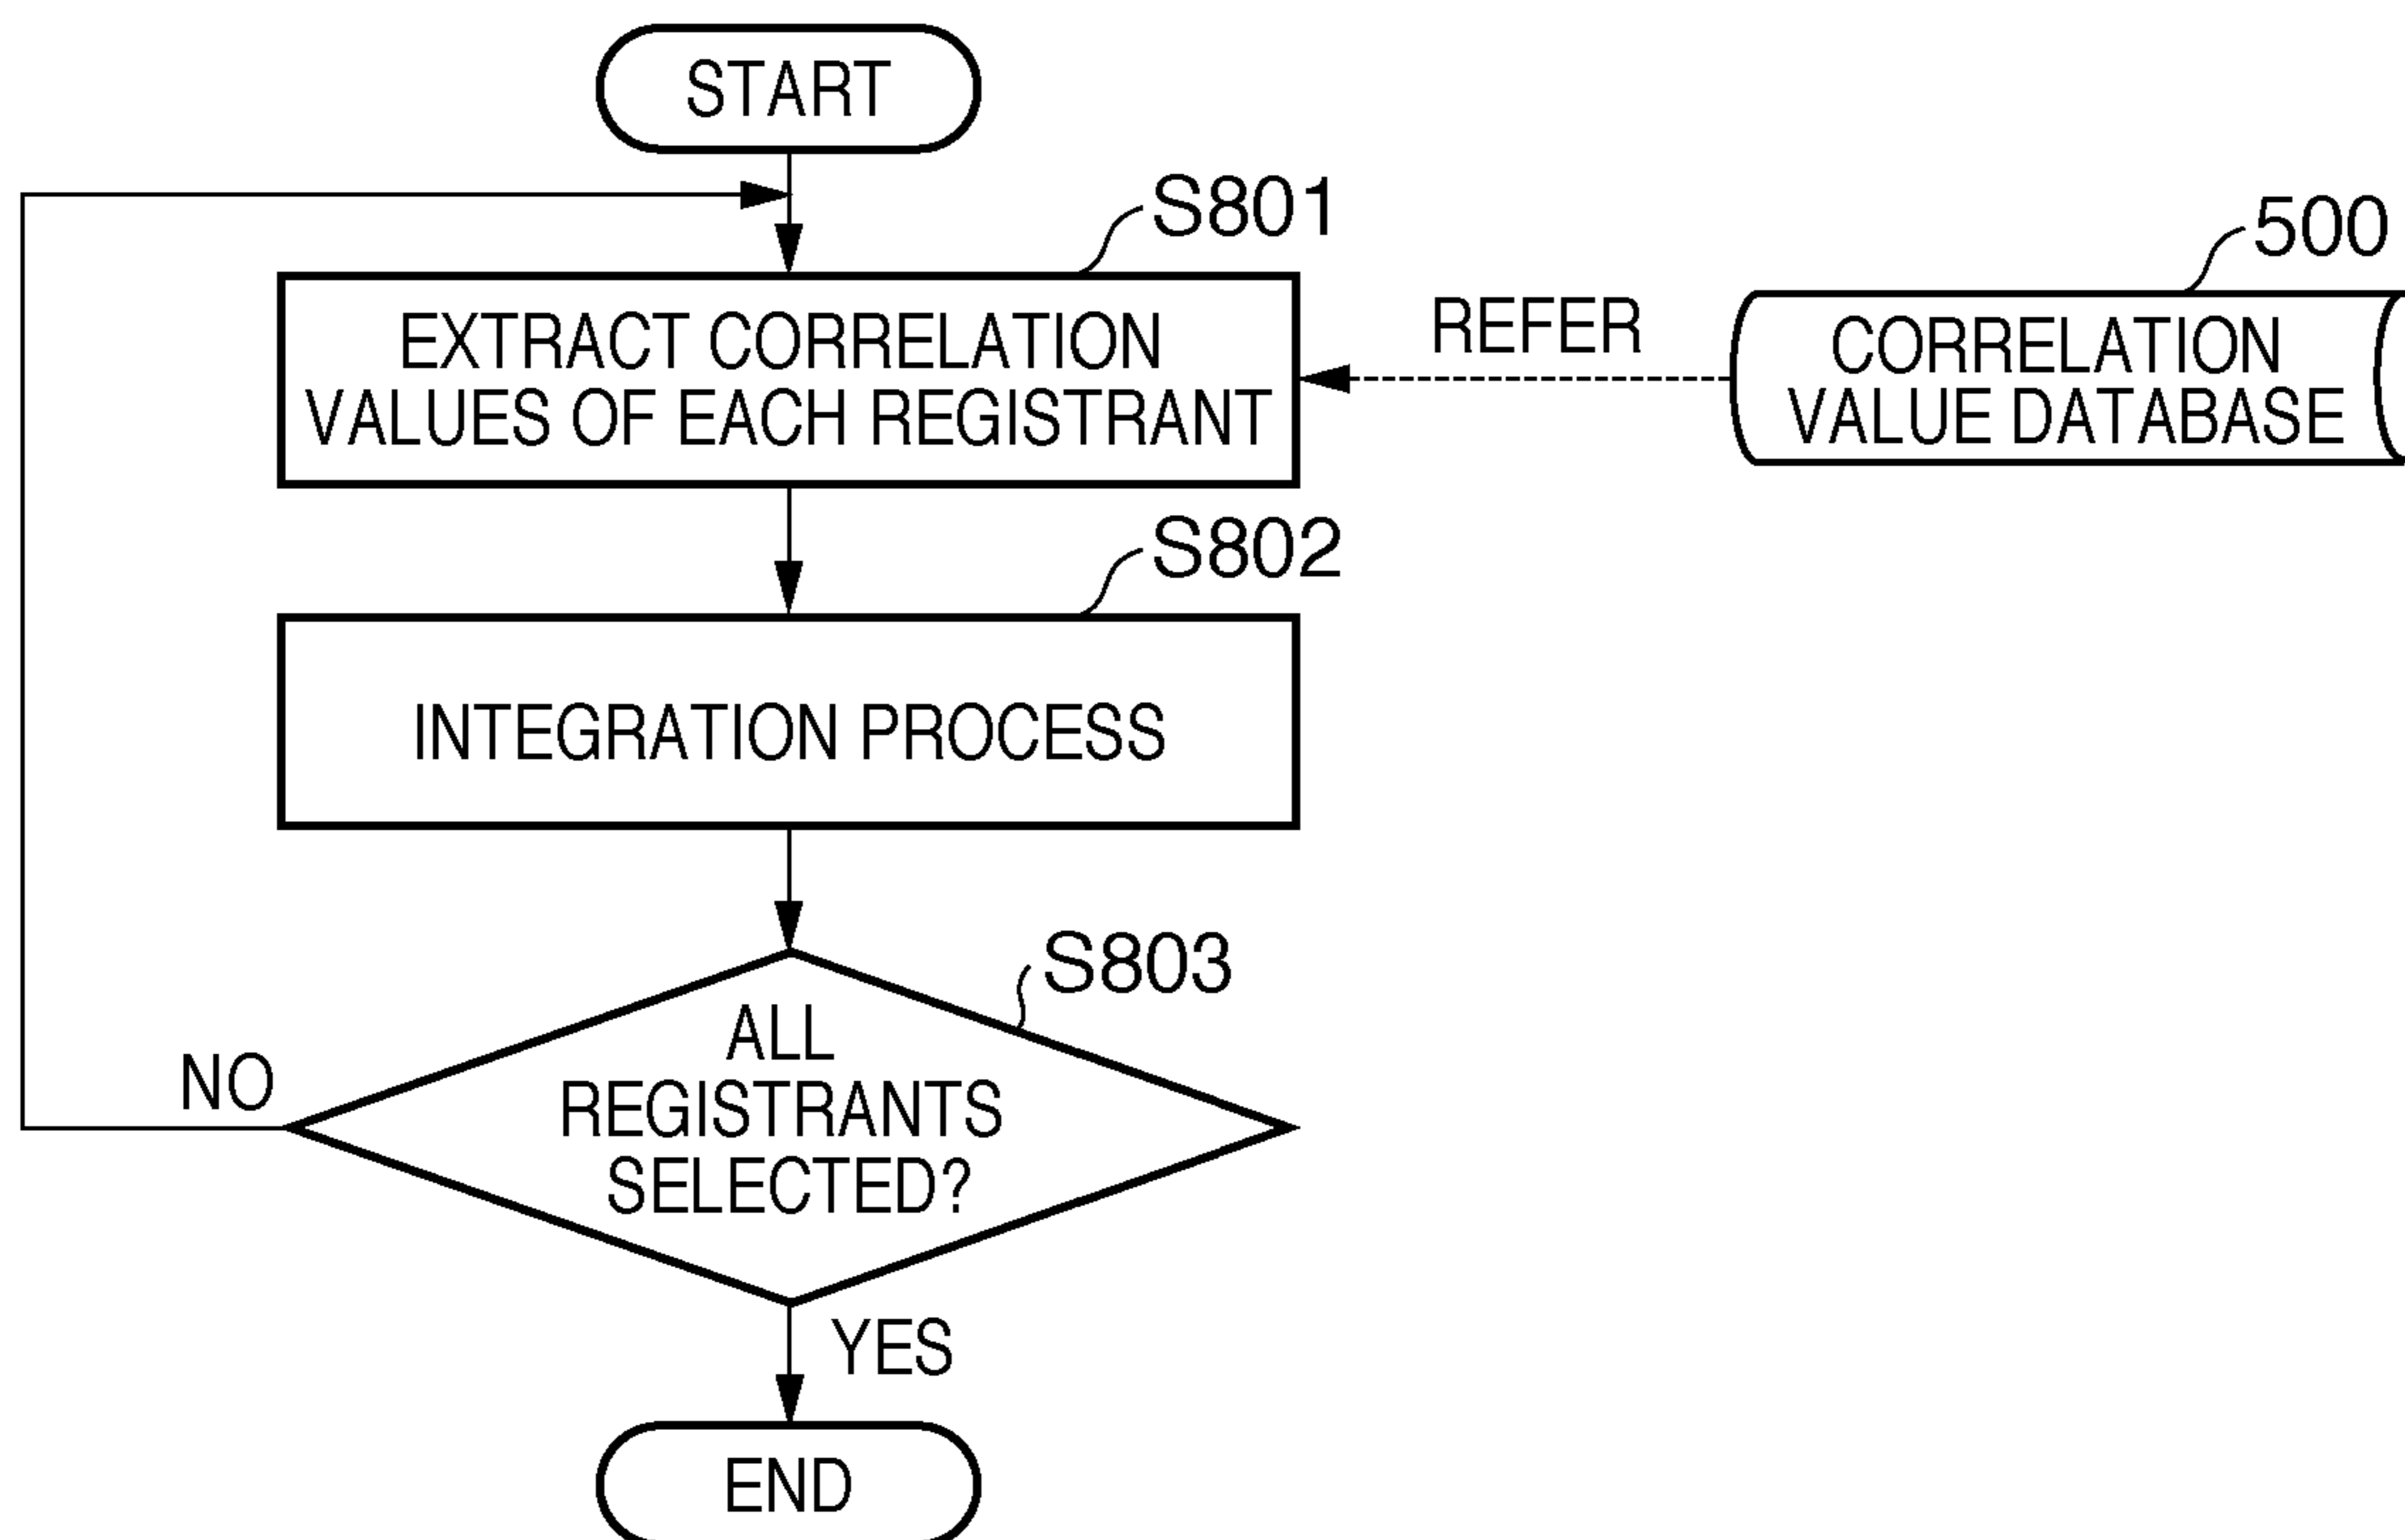 START
S801
500
EXTRACT CORRELATION
VALUES OF EACH REGISTRANT
REFER
CORRELATION
VALUE DATABASE
S802
INTEGRATION PROCESS
S803
ALL
REGISTRANTS
SELECTED?
NO
YES
END